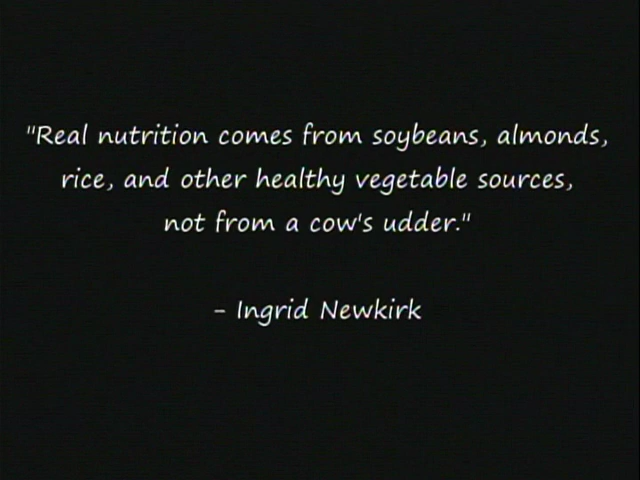 "Real nutrition comes from soybeans, almonds,
rice, and other healthy vegetable sources,
not from a cow's udder."
- Ingrid Newkirk